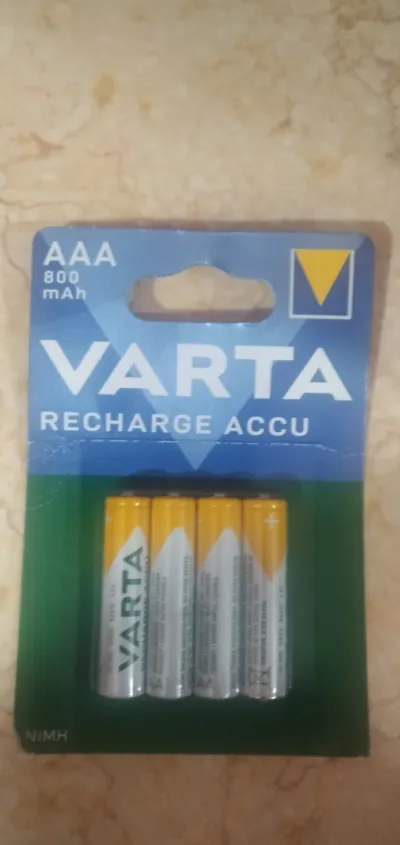 AAA
800
mAh
VARTA
RECHARGE ACCU
VARTA
NiMH